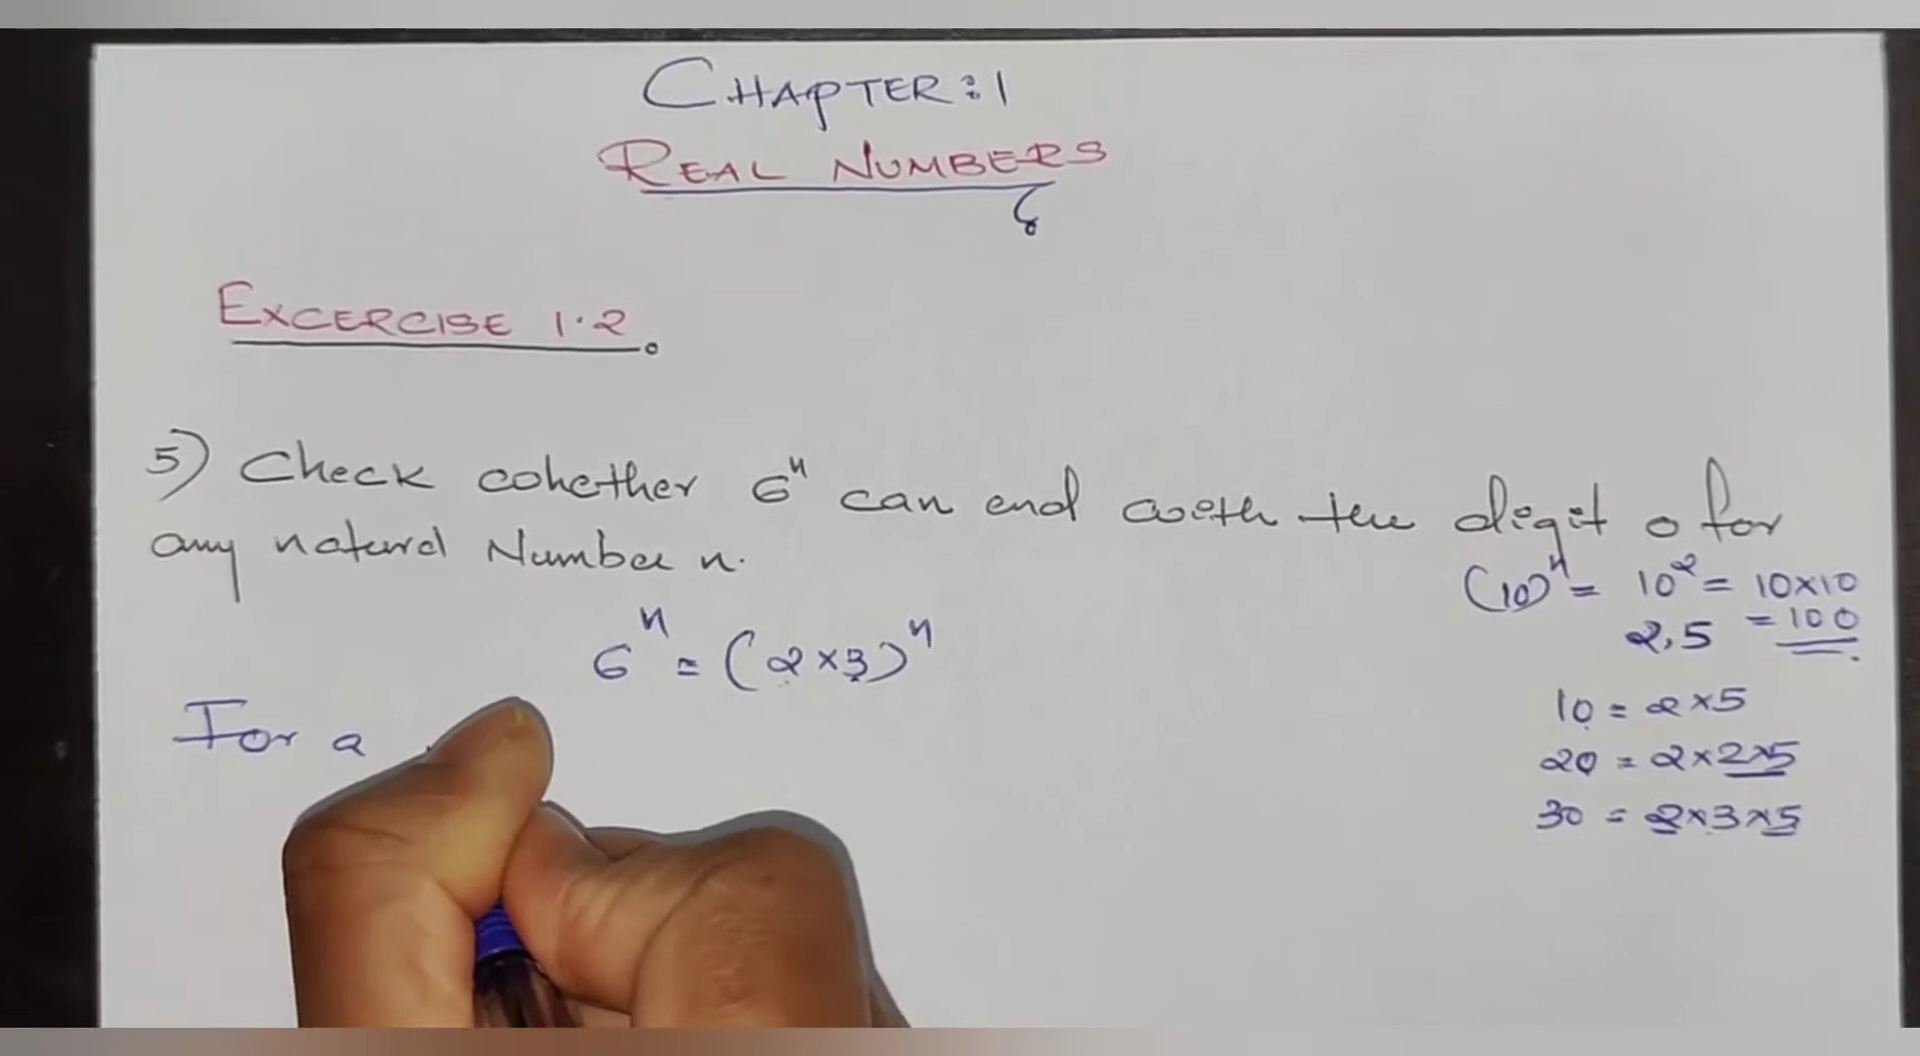 CHAPTER: 1
REAL NUMBERS
EXCERCISE 1.2
5) Check whether 6ⁿ can end with the digit 0 for
any natural Number n.
(10)ⁿ = 10² = 10×10
2,5 = 100
6ⁿ = (2×3)ⁿ
10 = 2×5
For a
20 = 2×2×5
30 = 2×3×5